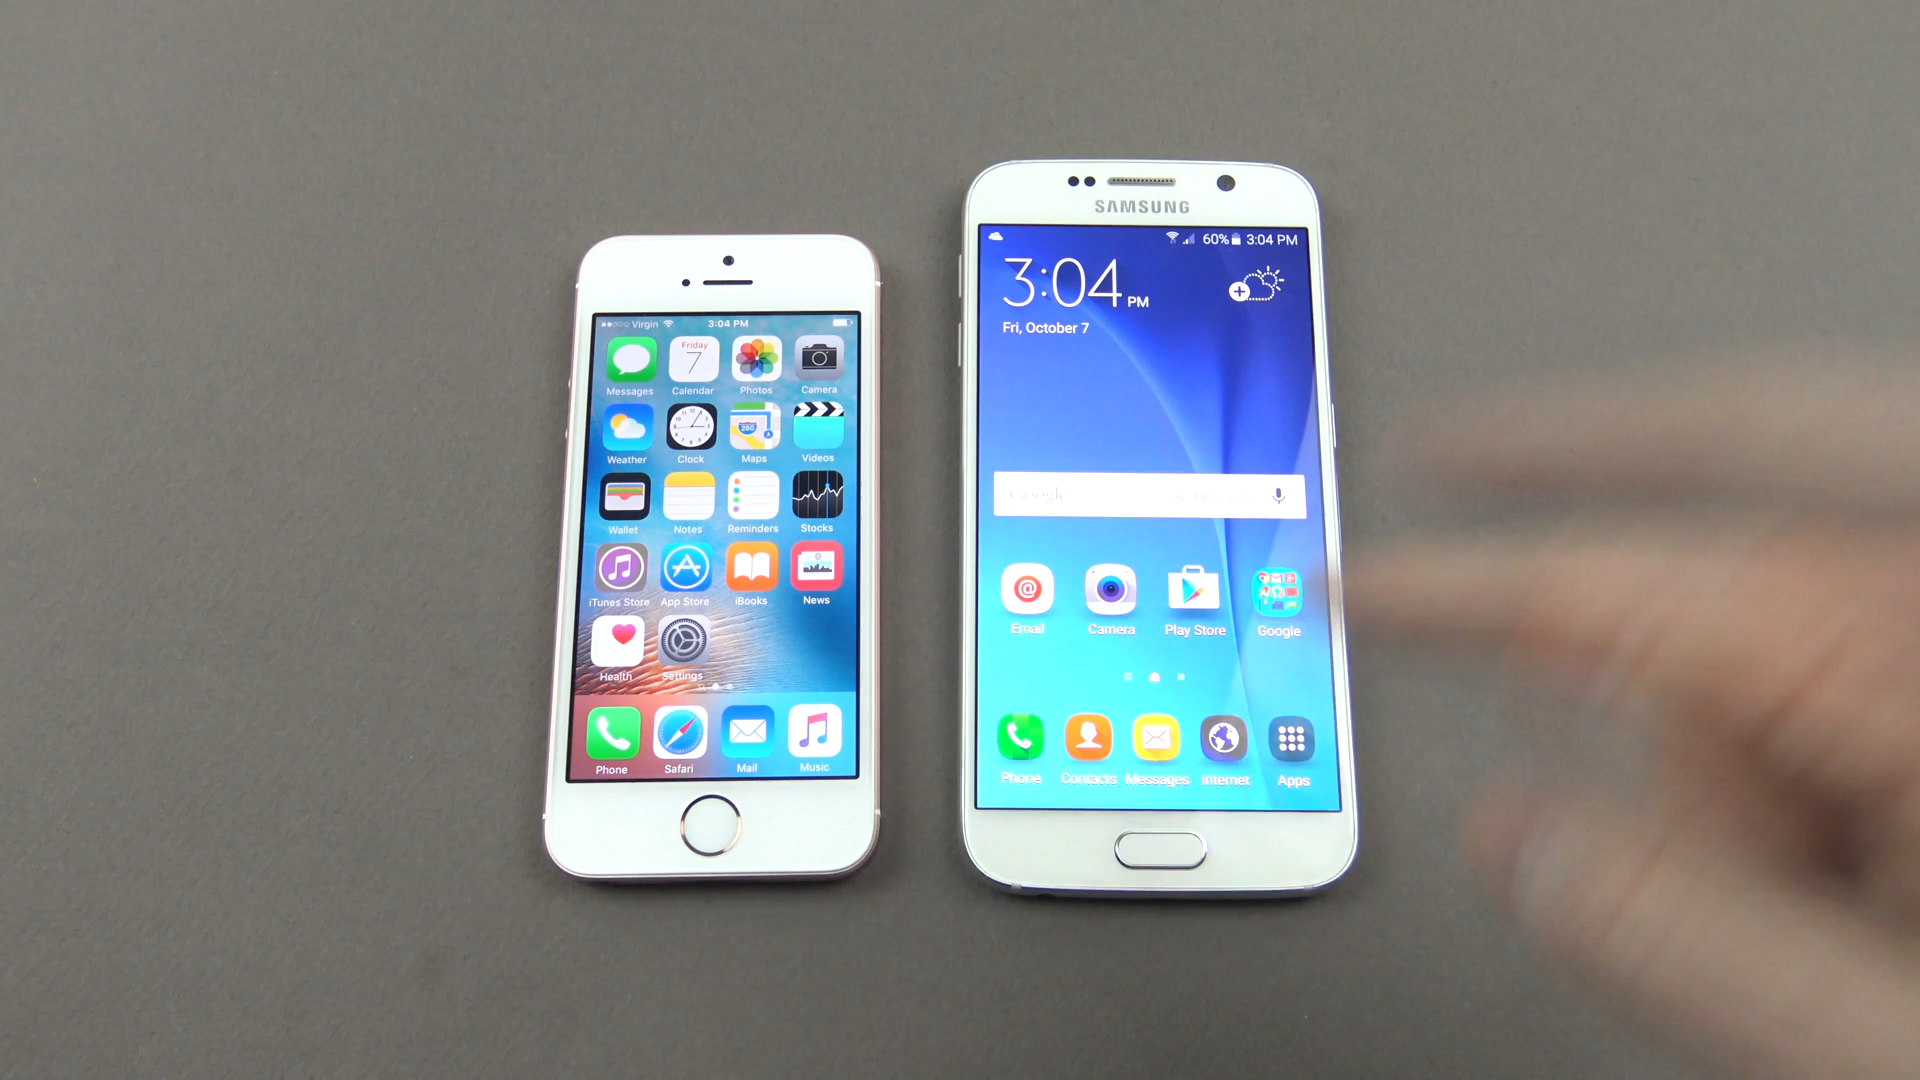 Virgin 3:04 PM
Friday
7
Messages Calendar Photos Camera
280
Weather Clock Maps Videos
Wallet Notes Reminders Stocks
iTunes Store App Store iBooks News
Health Settings
Phone Safari Mail Music
SAMSUNG
60% 3:04 PM
3:04 PM
Fri, October 7
Google
Email Camera Play Store Google
Phone Contacts Messages Internet Apps